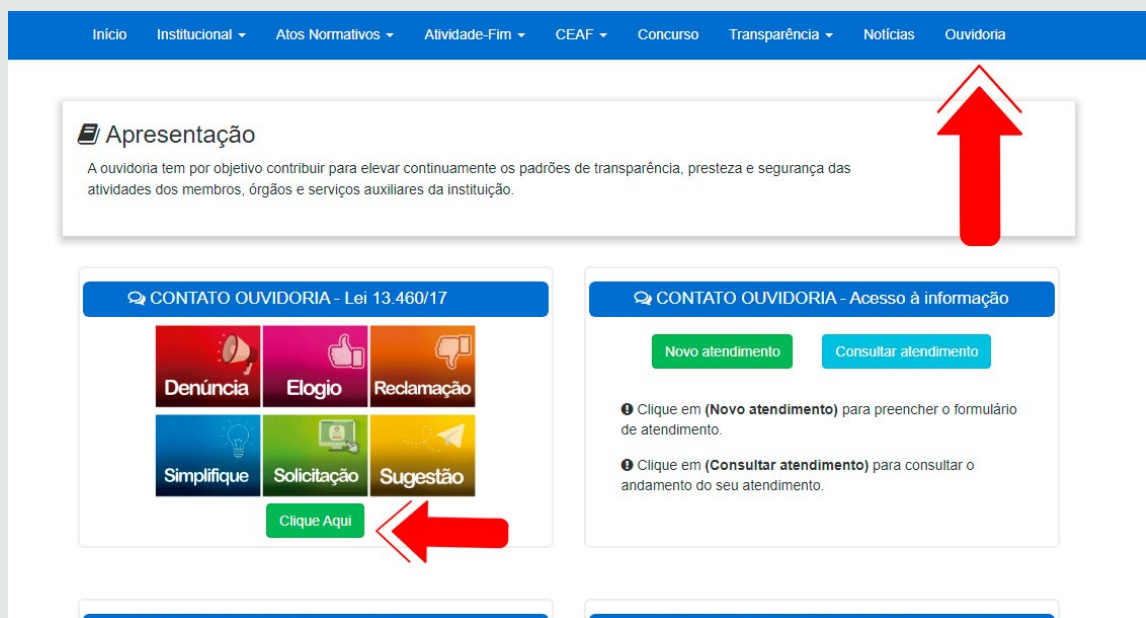 Início Institucional Atos Normativos Atividade-Fim CEAF Concurso Transparência Notícias Ouvidoria
Apresentação
A ouvidoria tem por objetivo contribuir para elevar continuamente os padrões de transparência, presteza e segurança das
atividades dos membros, órgãos e serviços auxiliares da instituição.
CONTATO OUVIDORIA - Lei 13.460/17
Denúncia Elogio Reclamação
Simplifique Solicitação Sugestão
Clique Aqui
CONTATO OUVIDORIA - Acesso à informação
Novo atendimento Consultar atendimento
Clique em (Novo atendimento) para preencher o formulário
de atendimento.
Clique em (Consultar atendimento) para consultar o
andamento do seu atendimento.